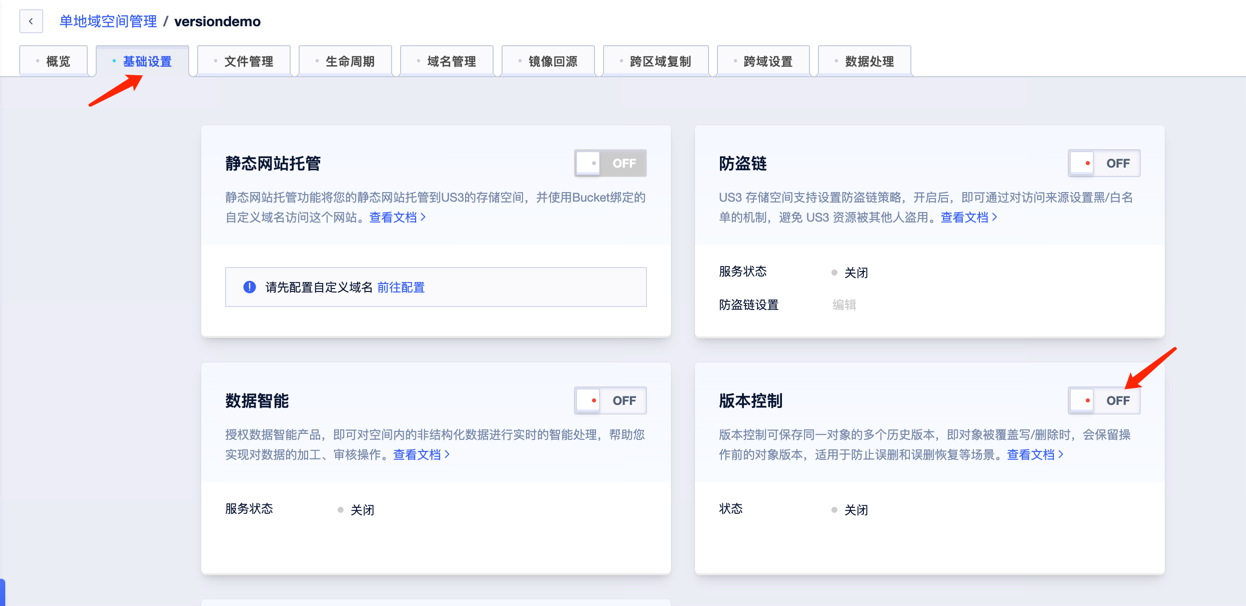 单地域空间管理 / versiondemo
概览
基础设置
文件管理
生命周期
域名管理
镜像回源
跨区域复制
跨域设置
数据处理
静态网站托管
OFF
静态网站托管功能将您的静态网站托管到US3的存储空间，并使用Bucket绑定的
自定义域名访问这个网站。查看文档
请先配置自定义域名 前往配置
防盗链
OFF
US3 存储空间支持设置防盗链策略，开启后，即可通过对访问来源设置黑/白名
单的机制，避免 US3 资源被其他人盗用。查看文档
服务状态 关闭
防盗链设置 编辑
数据智能
OFF
授权数据智能产品，即可对空间内的非结构化数据进行实时的智能处理，帮助您
实现对数据的加工、审核操作。查看文档
服务状态 关闭
版本控制
OFF
版本控制可保存同一对象的多个历史版本，即对象被覆盖写/删除时，会保留操
作前的对象版本，适用于防止误删和误删恢复等场景。查看文档
状态 关闭